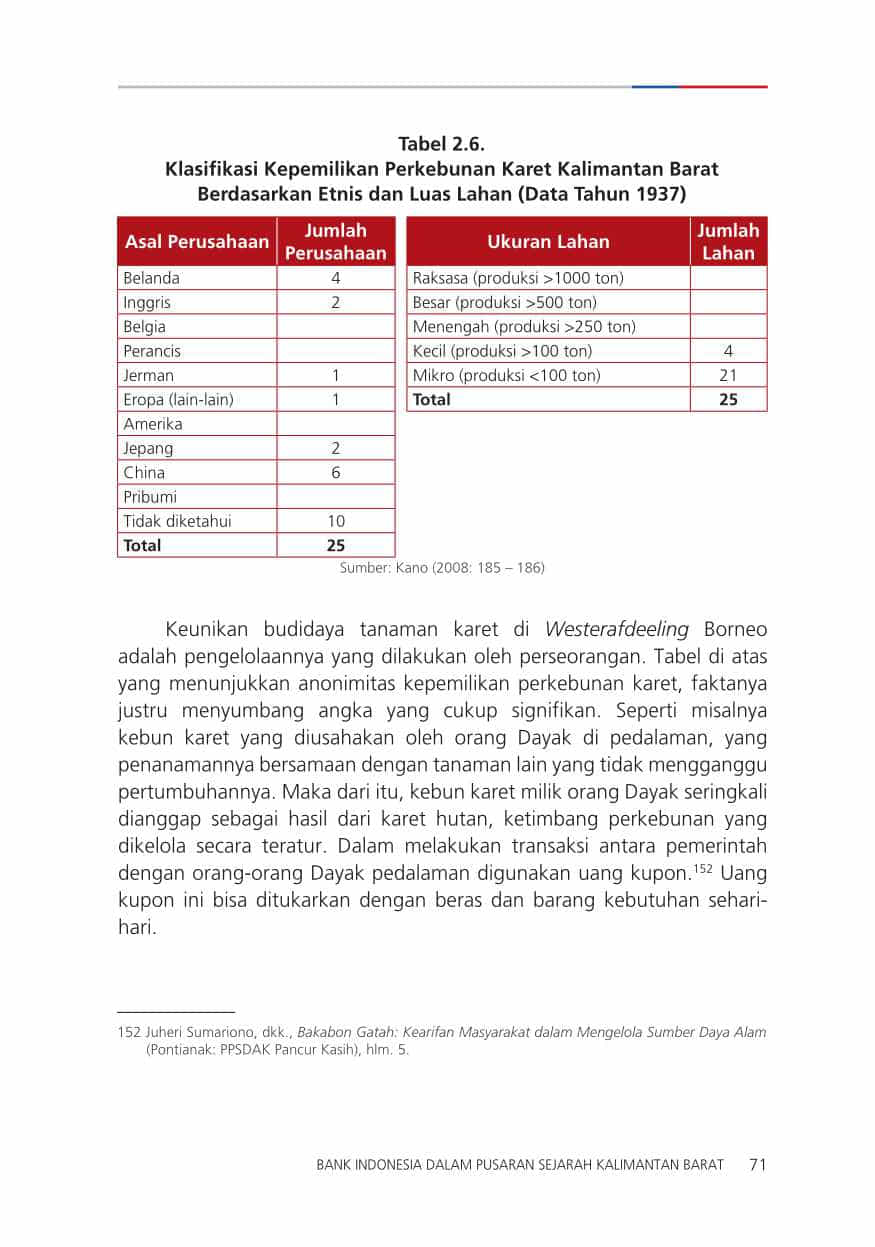 Tabel 2.6.
Klasifikasi Kepemilikan Perkebunan Karet Kalimantan Barat
Berdasarkan Etnis dan Luas Lahan (Data Tahun 1937)
Asal Perusahaan Jumlah Perusahaan
Belanda 4
Inggris 2
Belgia
Perancis
Jerman 1
Eropa (lain-lain) 1
Amerika
Jepang 2
China 6
Pribumi
Tidak diketahui 10
Total 25
Ukuran Lahan Jumlah Lahan
Raksasa (produksi >1000 ton)
Besar (produksi >500 ton)
Menengah (produksi >250 ton)
Kecil (produksi >100 ton) 4
Mikro (produksi <100 ton) 21
Total 25
Sumber: Kano (2008: 185 – 186)
Keunikan budidaya tanaman karet di Westerafdeeling Borneo
adalah pengelolaannya yang dilakukan oleh perseorangan. Tabel di atas
yang menunjukkan anonimitas kepemilikan perkebunan karet, faktanya
justru menyumbang angka yang cukup signifikan. Seperti misalnya
kebun karet yang diusahakan oleh orang Dayak di pedalaman, yang
penanamannya bersamaan dengan tanaman lain yang tidak mengganggu
pertumbuhannya. Maka dari itu, kebun karet milik orang Dayak seringkali
dianggap sebagai hasil dari karet hutan, ketimbang perkebunan yang
dikelola secara teratur. Dalam melakukan transaksi antara pemerintah
dengan orang-orang Dayak pedalaman digunakan uang kupon.152 Uang
kupon ini bisa ditukarkan dengan beras dan barang kebutuhan sehari-
hari.
152 Juheri Sumariono, dkk., Bakabon Gatah: Kearifan Masyarakat dalam Mengelola Sumber Daya Alam
(Pontianak: PPSDAK Pancur Kasih), hlm. 5.
BANK INDONESIA DALAM PUSARAN SEJARAH KALIMANTAN BARAT 71